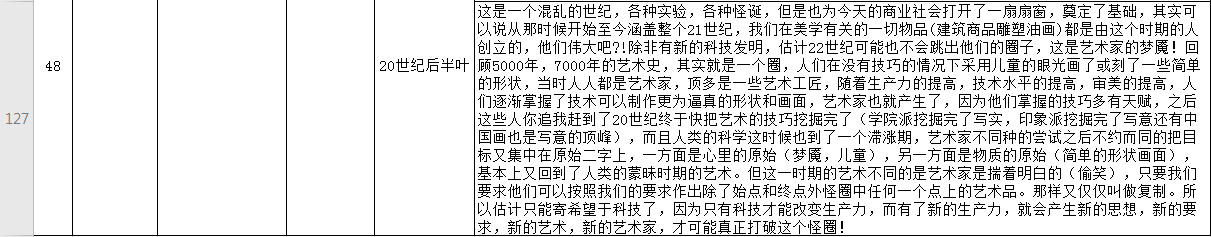 这是一个混乱的世纪，各种实验，各种怪诞，但是也为今天的商业社会打开了一扇扇窗，奠定了基础，其实可
以说从那时候开始至今涵盖整个21世纪，我们在美学有关的一切物品(建筑商品雕塑油画)都是由这个时期的人
创立的，他们伟大吧?!除非有新的科技发明，估计22世纪可能也不会跳出他们的圈子，这是艺术家的梦魇！回
顾5000年，7000年的艺术史，其实就是一个圈，人们在没有技巧的情况下采用儿童的眼光画了或刻了一些简单
的形状，当时人人都是艺术家，顶多是一些艺术工匠，随着生产力的提高，技术水平的提高，审美的提高，人
们逐渐掌握了技术可以制作更为逼真的形状和画面，艺术家也就产生了，因为他们掌握的技巧多有天赋，之后
这些人你追我赶到了20世纪终于快把艺术的技巧挖掘完了（学院派挖掘完了写实，印象派挖掘完了写意还有中
国画也是写意的顶峰），而且人类的科学这时候也到了一个滞涨期，艺术家不同种的尝试之后不约而同的把目
标又集中在原始二字上，一方面是心里的原始（梦魇，儿童），另一方面是物质的原始（简单的形状画面），
基本上又回到了人类的蒙昧时期的艺术。但这一时期的艺术不同的是艺术家是揣着明白的（偷笑），只要我们
要求他们可以按照我们的要求作出除了始点和终点外怪圈中任何一个点上的艺术品。那样又仅仅叫做复制。所
以估计只能寄希望于科技了，因为只有科技才能改变生产力，而有了新的生产力，就会产生新的思想，新的要
求，新的艺术，新的艺术家，才可能真正打破这个怪圈！
48
20世纪后半叶
127